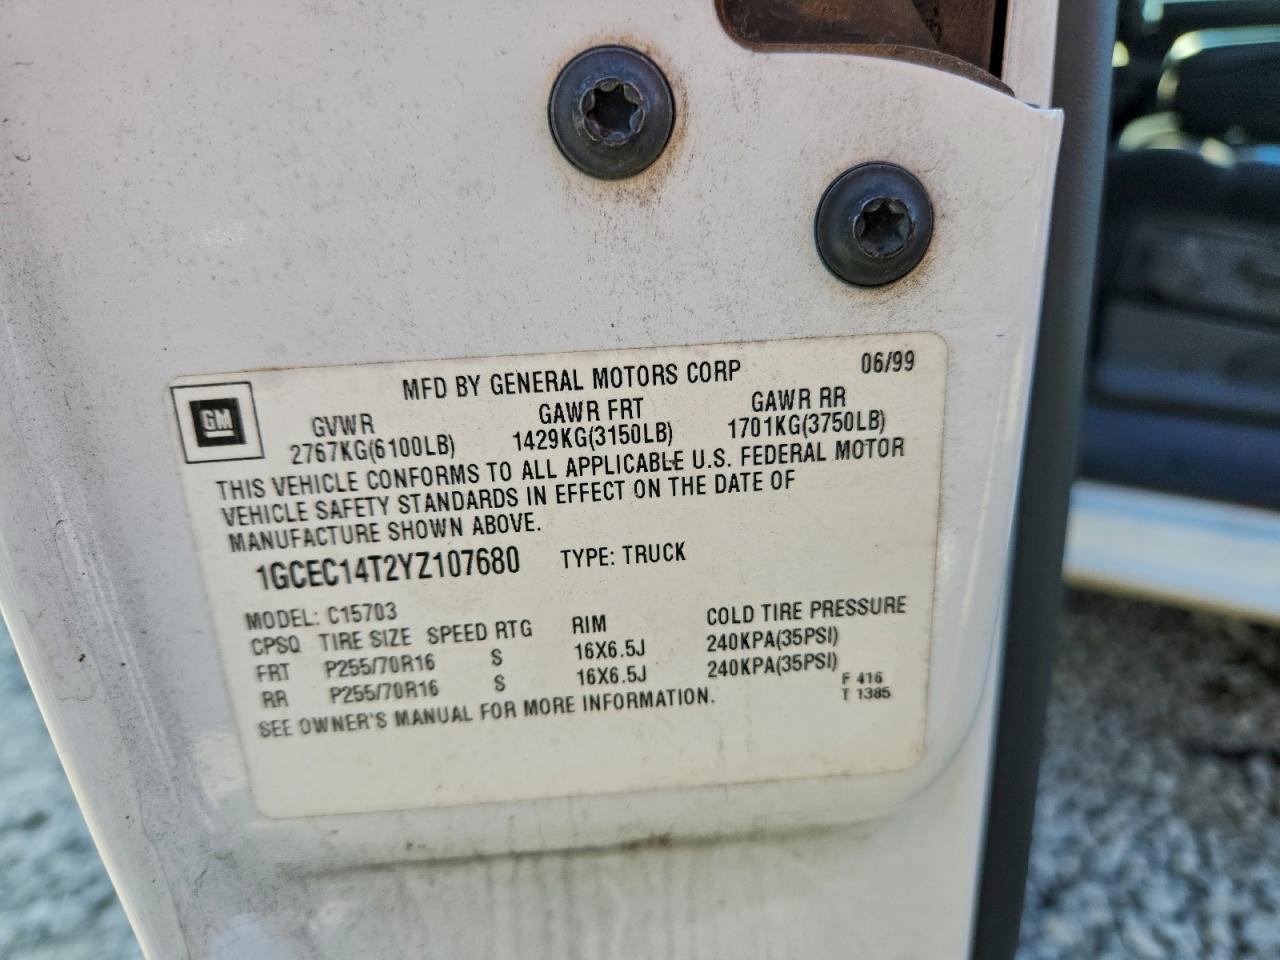 MFD BY GENERAL MOTORS CORP 06/99
GM
GVWR GAWR FRT GAWR RR
2767KG(6100LB) 1429KG(3150LB) 1701KG(3750LB)
THIS VEHICLE CONFORMS TO ALL APPLICABLE U.S. FEDERAL MOTOR
VEHICLE SAFETY STANDARDS IN EFFECT ON THE DATE OF
MANUFACTURE SHOWN ABOVE.
1GCEC14T2YZ107680 TYPE: TRUCK
MODEL: C15703
CPSQ TIRE SIZE SPEED RTG RIM COLD TIRE PRESSURE
FRT P255/70R16 S 16X6.5J 240KPA(35PSI)
RR P255/70R16 S 16X6.5J 240KPA(35PSI)
SEE OWNER'S MANUAL FOR MORE INFORMATION.
F 416
T 1385